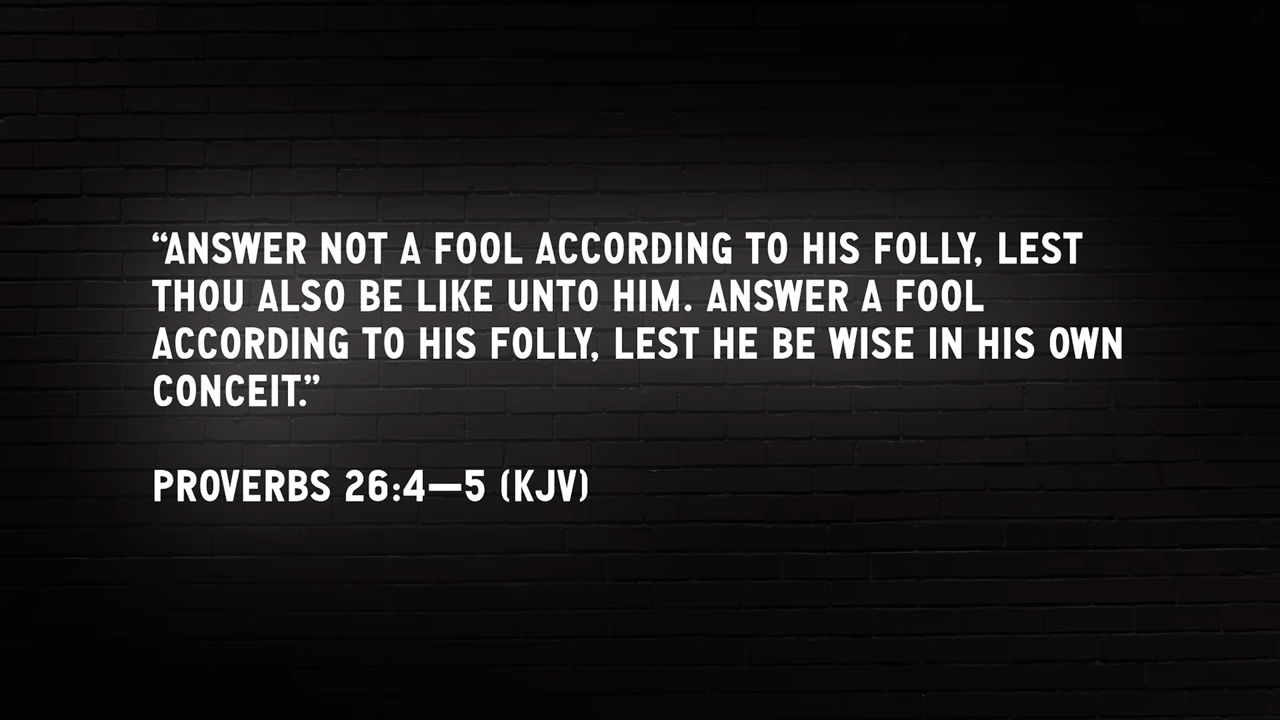 “ANSWER NOT A FOOL ACCORDING TO HIS FOLLY, LEST
THOU ALSO BE LIKE UNTO HIM. ANSWER A FOOL
ACCORDING TO HIS FOLLY, LEST HE BE WISE IN HIS OWN
CONCEIT.”
PROVERBS 26:4—5 (KJV)